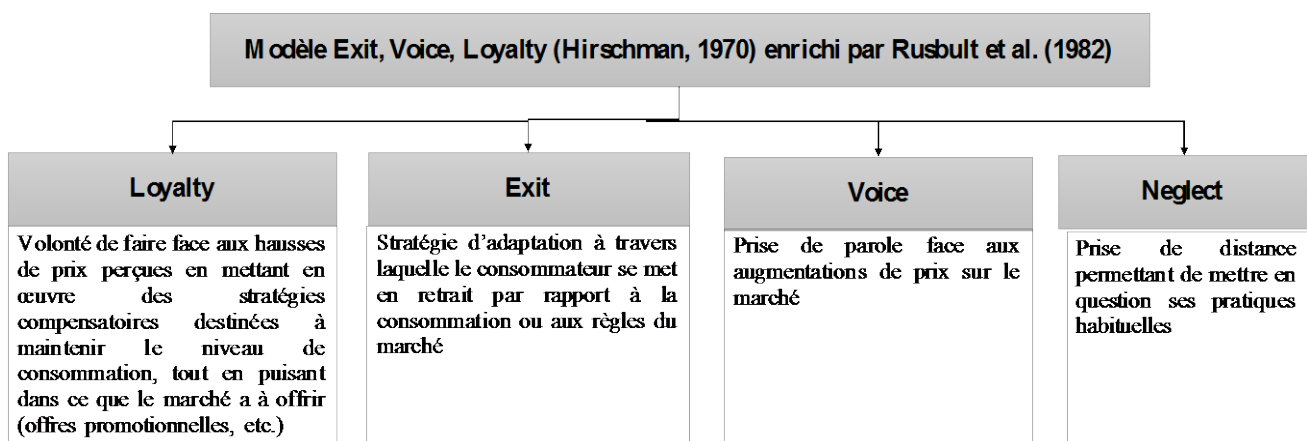 Modèle Exit, Voice, Loyalty (Hirschman, 1970) enrichi par Rusbult et al. (1982)
Loyalty
Volonté de faire face aux hausses
de prix perçues en mettant en
œuvre des stratégies
compensatoires destinées à
maintenir le niveau de
consommation, tout en puisant
dans ce que le marché a à offrir
(offres promotionnelles, etc.)
Exit
Stratégie d'adaptation à travers
laquelle le consommateur se met
en retrait par rapport à la
consommation ou aux règles du
marché
Voice
Prise de parole face aux
augmentations de prix sur le
marché
Neglect
Prise de distance
permettant de mettre en
question ses pratiques
habituelles